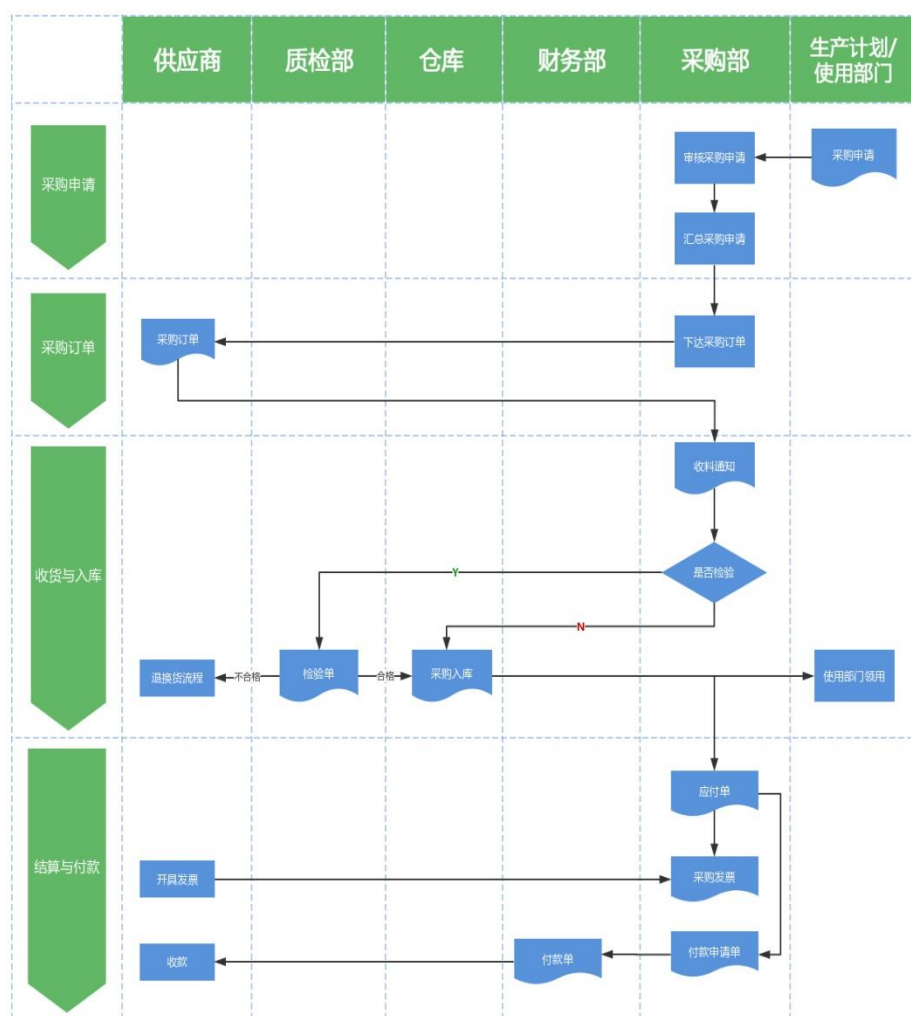 供应商
质检部
仓库
财务部
采购部
生产计划/
使用部门
采购申请
审核采购申请
采购申请
汇总采购申请
采购订单
采购订单
下达采购订单
收货与入库
收料通知
是否检验
Y
N
退换货流程
不合格
检验单
合格
采购入库
使用部门领用
结算与付款
应付单
开具发票
采购发票
收款
付款单
付款申请单